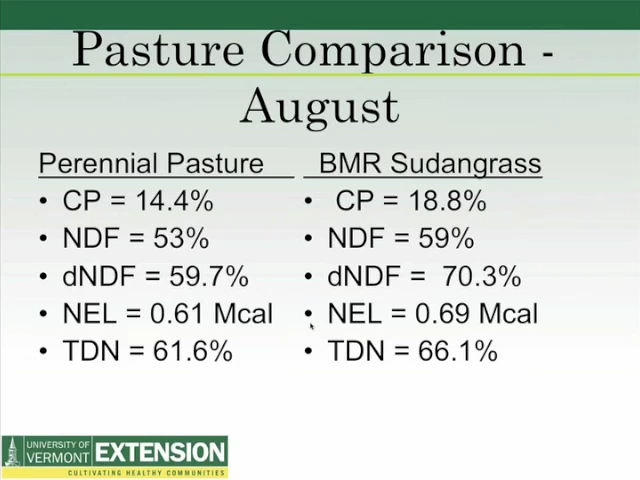 Pasture Comparison -
August
Perennial Pasture
• CP = 14.4%
• NDF = 53%
• dNDF = 59.7%
• NEL = 0.61 Mcal
• TDN = 61.6%
BMR Sudangrass
• CP = 18.8%
• NDF = 59%
• dNDF = 70.3%
• NEL = 0.69 Mcal
• TDN = 66.1%
UNIVERSITY OF
VERMONT
EXTENSION
CULTIVATING HEALTHY COMMUNITIES